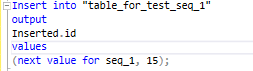 Insert into "table_for_test_seq_1"
output
Inserted.id
values
(next value for seq_1, 15);